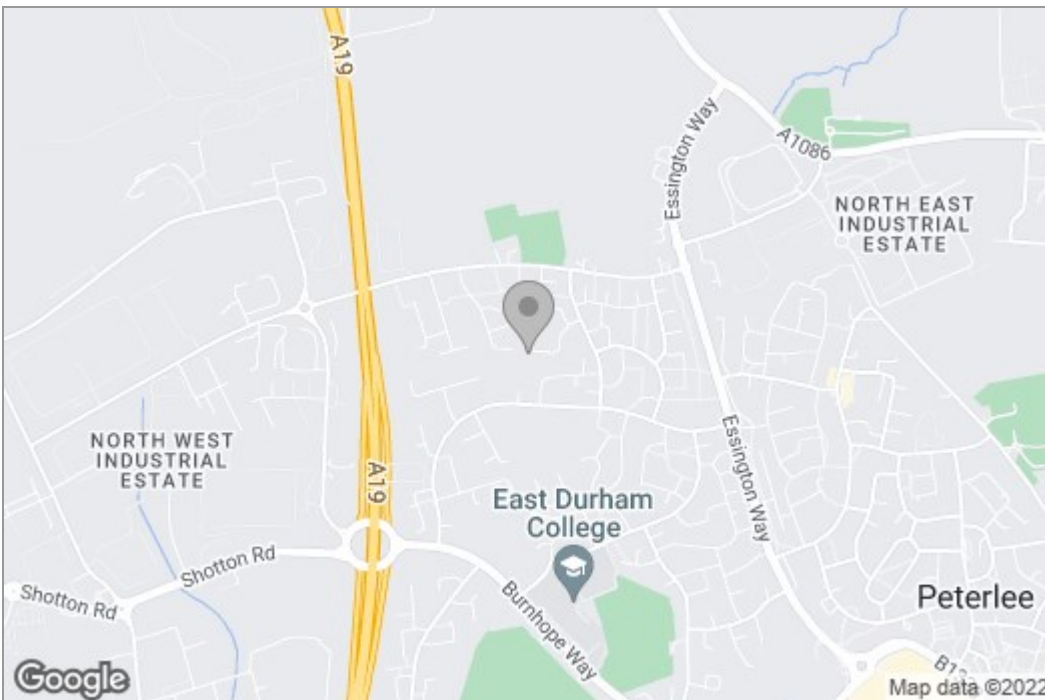 A19
Essington Way
A1086
NORTH EAST
INDUSTRIAL
ESTATE
NORTH WEST
INDUSTRIAL
ESTATE
A19
Essington Way
East Durham
College
Shotton Rd
Shotton Rd
Burnhope Way
Peterlee
Google
Map data ©2022